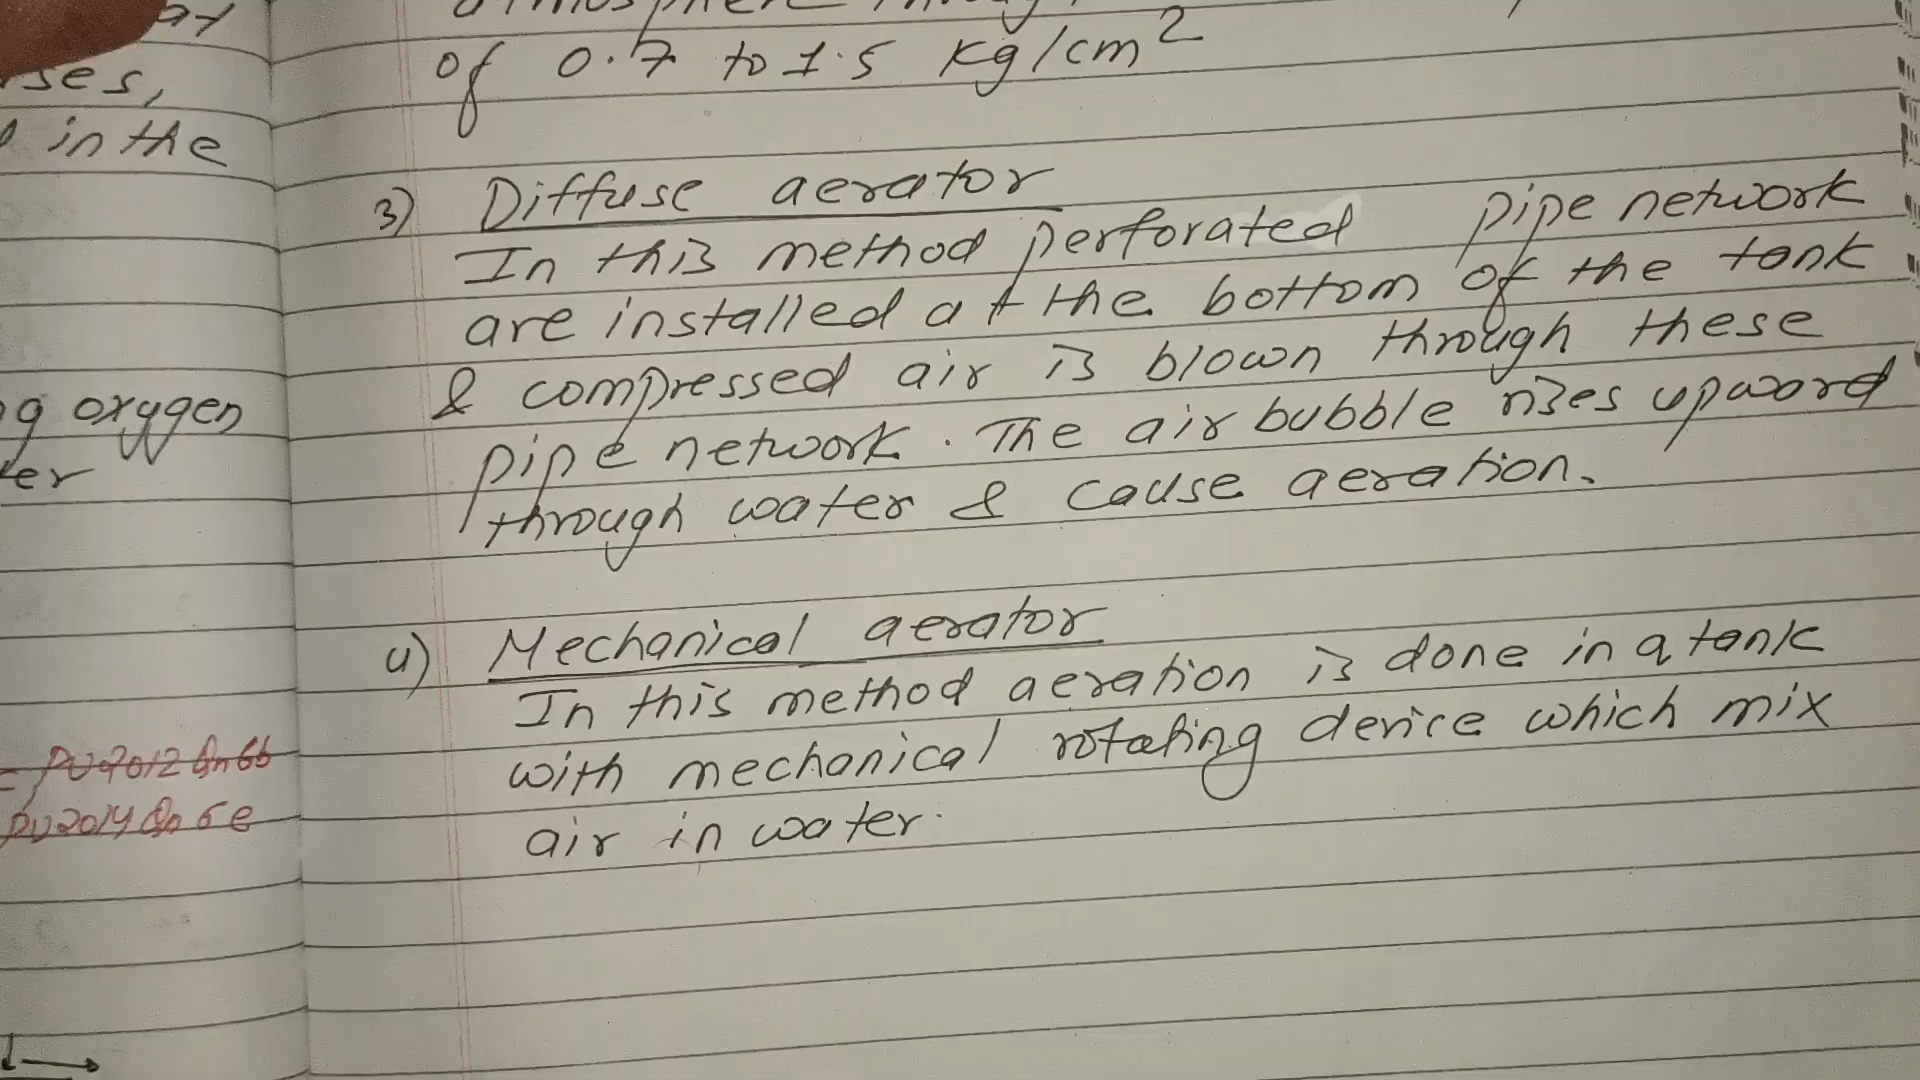 of 0.7 to 1.5 kg/cm²
3) Diffuse aerator
In this method perforated pipe network
are installed at the bottom of the tank
& compressed air is blown through these
pipe network. The air bubble rises upward
through water & cause aeration.
4) Mechanical aerator
In this method aeration is done in a tank
with mechanical rotating device which mix
air in water.
in the
oxygen
PU2012 Qn 6b
PU2014 Qn 5e